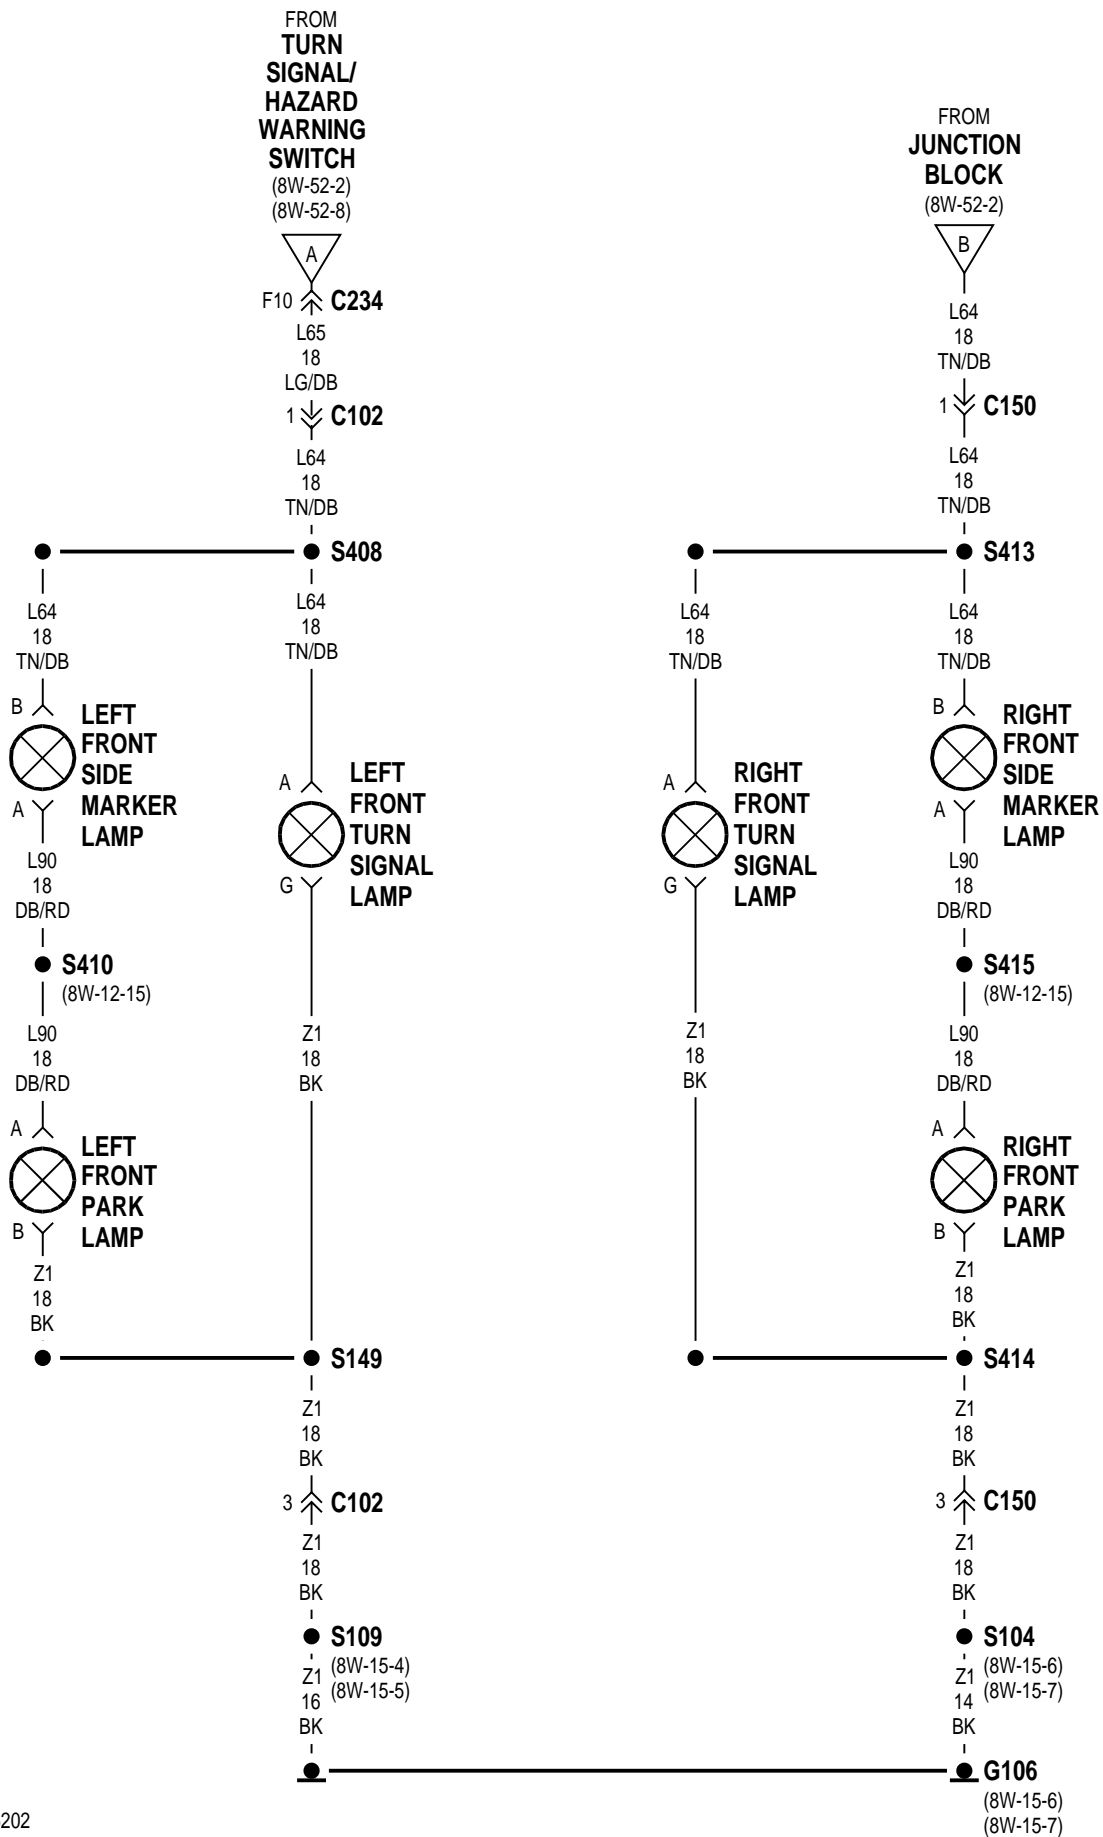 FROM
TURN
SIGNAL/
HAZARD
WARNING
SWITCH
(8W-52-2)
(8W-52-8)
A
F10 C234
L65
18
LG/DB
1 C102
L64
18
TN/DB
S408
L64
18
TN/DB
B
LEFT
FRONT
SIDE
MARKER
LAMP
A
L90
18
DB/RD
S410
(8W-12-15)
L90
18
DB/RD
A
LEFT
FRONT
PARK
LAMP
B
Z1
18
BK
L64
18
TN/DB
A
LEFT
FRONT
TURN
SIGNAL
LAMP
G
Z1
18
BK
S149
Z1
18
BK
3 C102
Z1
18
BK
S109
(8W-15-4)
(8W-15-5)
Z1
16
BK
FROM
JUNCTION
BLOCK
(8W-52-2)
B
L64
18
TN/DB
1 C150
L64
18
TN/DB
S413
L64
18
TN/DB
A
RIGHT
FRONT
TURN
SIGNAL
LAMP
G
Z1
18
BK
L64
18
TN/DB
B
RIGHT
FRONT
SIDE
MARKER
LAMP
A
L90
18
DB/RD
S415
(8W-12-15)
L90
18
DB/RD
A
RIGHT
FRONT
PARK
LAMP
B
Z1
18
BK
S414
Z1
18
BK
3 C150
Z1
18
BK
S104
(8W-15-6)
(8W-15-7)
Z1
14
BK
G106
(8W-15-6)
(8W-15-7)
202